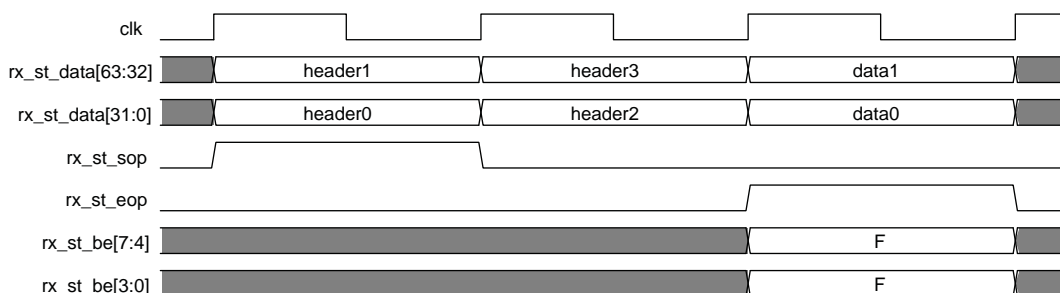 clk
rx_st_data[63:32] header1 header3 data1
rx_st_data[31:0] header0 header2 data0
rx_st_sop
rx_st_eop
rx_st_be[7:4] F
rx_st_be[3:0] F